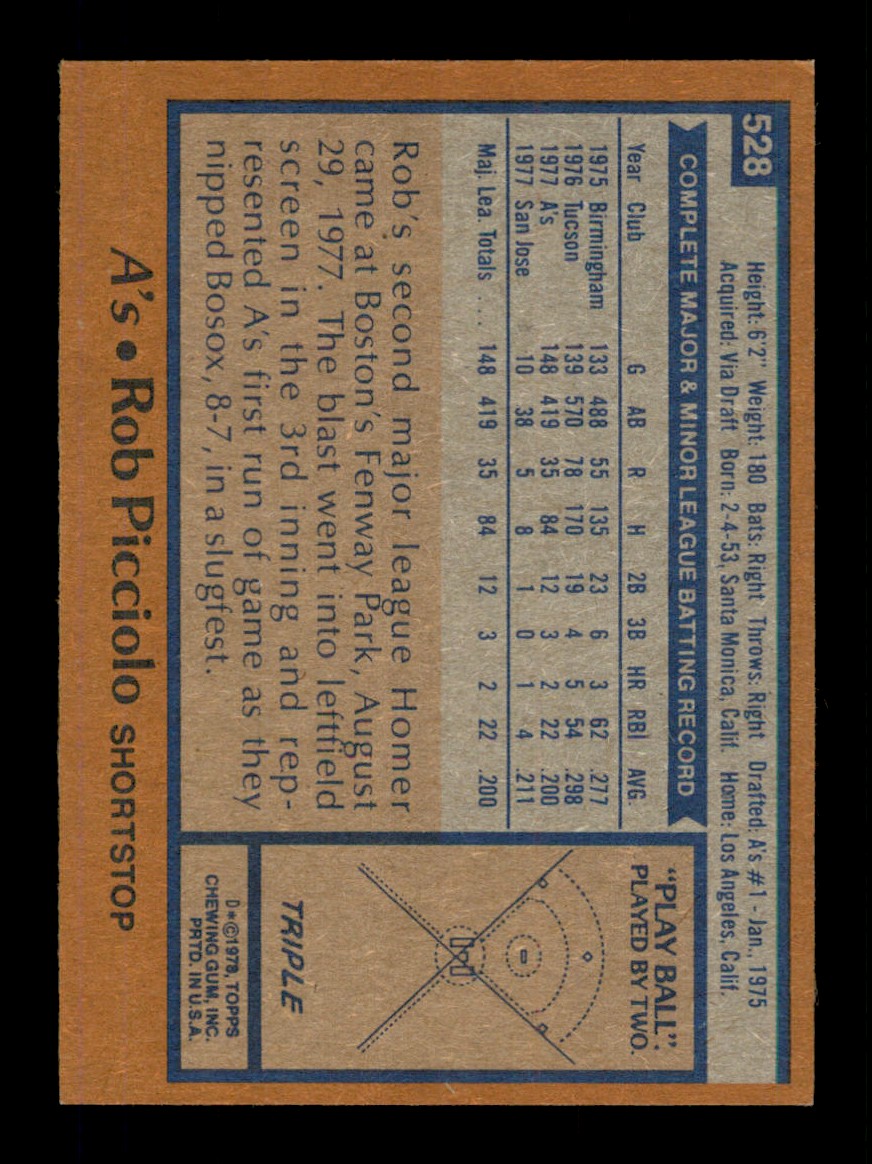 528
Height: 6'2" Weight: 180 Bats: Right Throws: Right Drafted: A's #1 - Jan., 1975
Acquired: Via Draft Born: 2-4-53, Santa Monica, Calif. Home: Los Angeles, Calif.
COMPLETE MAJOR & MINOR LEAGUE BATTING RECORD
Year Club G AB R H 2B 3B HR RBI AVG.
1975 Birmingham 133 488 55 135 23 6 3 62 .277
1976 Tucson 139 570 78 170 19 4 5 54 .298
1977 A's 148 419 35 84 12 3 2 22 .200
1977 San Jose 10 38 5 8 1 0 1 4 .211
Maj. Lea. Totals .... 148 419 35 84 12 3 2 22 .200
Rob's second major league Homer
came at Boston's Fenway Park, August
29, 1977. The blast went into leftfield
screen in the 3rd inning and rep-
resented A's first run of game as they
nipped Bosox, 8-7, in a slugfest.
"PLAY BALL":
PLAYED BY TWO.
TRIPLE
D*©1978, TOPPS
CHEWING GUM, INC.
PRTD. IN U.S.A.
A's • Rob Picciolo SHORTSTOP